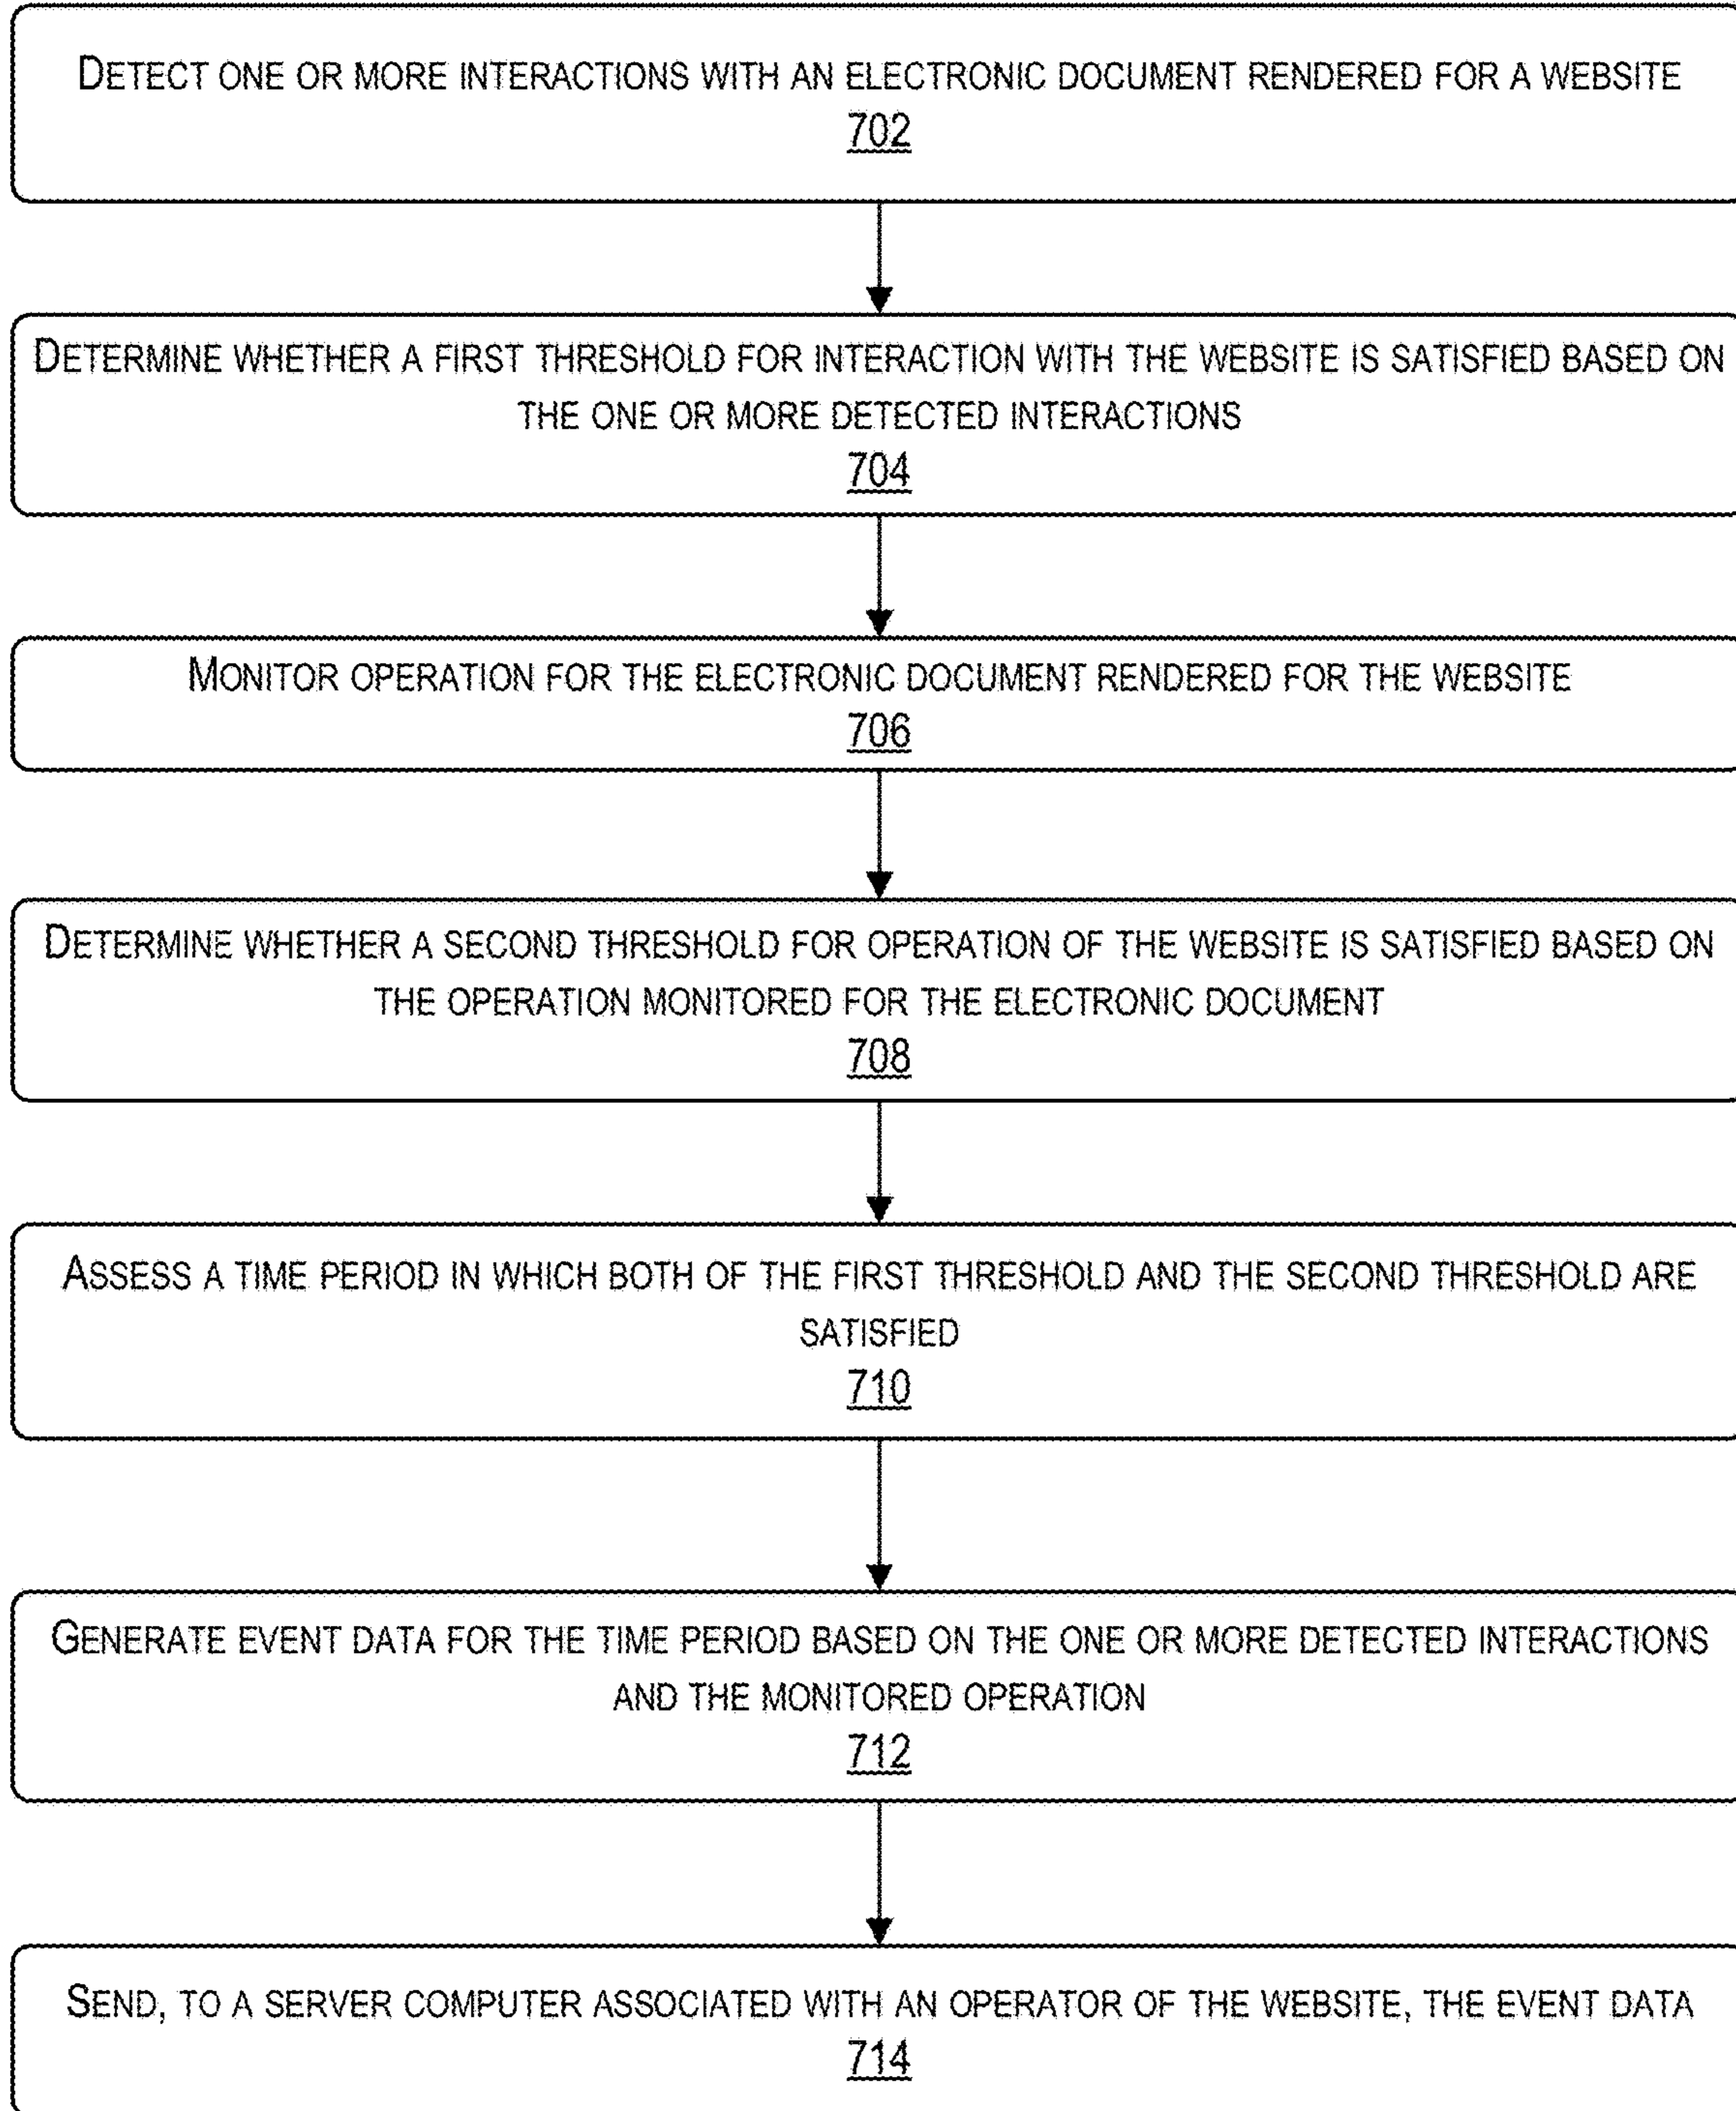 DETECT ONE OR MORE INTERACTIONS WITH AN ELECTRONIC DOCUMENT RENDERED FOR A WEBSITE
702
DETERMINE WHETHER A FIRST THRESHOLD FOR INTERACTION WITH THE WEBSITE IS SATISFIED BASED ON
THE ONE OR MORE DETECTED INTERACTIONS
704
MONITOR OPERATION FOR THE ELECTRONIC DOCUMENT RENDERED FOR THE WEBSITE
706
DETERMINE WHETHER A SECOND THRESHOLD FOR OPERATION OF THE WEBSITE IS SATISFIED BASED ON
THE OPERATION MONITORED FOR THE ELECTRONIC DOCUMENT
708
ASSESS A TIME PERIOD IN WHICH BOTH OF THE FIRST THRESHOLD AND THE SECOND THRESHOLD ARE
SATISFIED
710
GENERATE EVENT DATA FOR THE TIME PERIOD BASED ON THE ONE OR MORE DETECTED INTERACTIONS
AND THE MONITORED OPERATION
712
SEND, TO A SERVER COMPUTER ASSOCIATED WITH AN OPERATOR OF THE WEBSITE, THE EVENT DATA
714